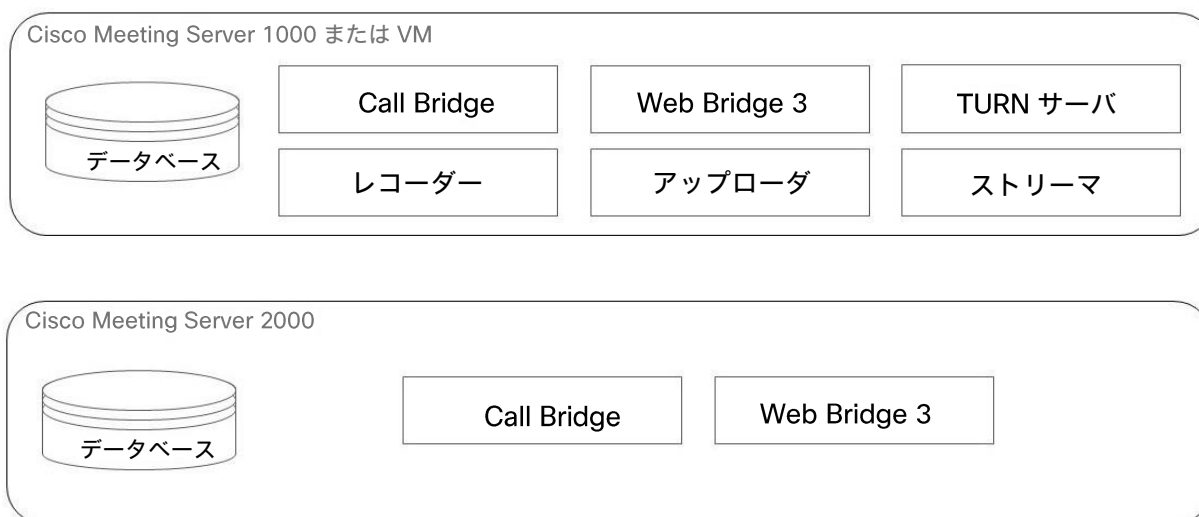 Cisco Meeting Server 1000 または VM
Call Bridge
Web Bridge 3
TURN サーバ
データベース
レコーダー
アップローダ
ストリーマ
Cisco Meeting Server 2000
Call Bridge
Web Bridge 3
データベース